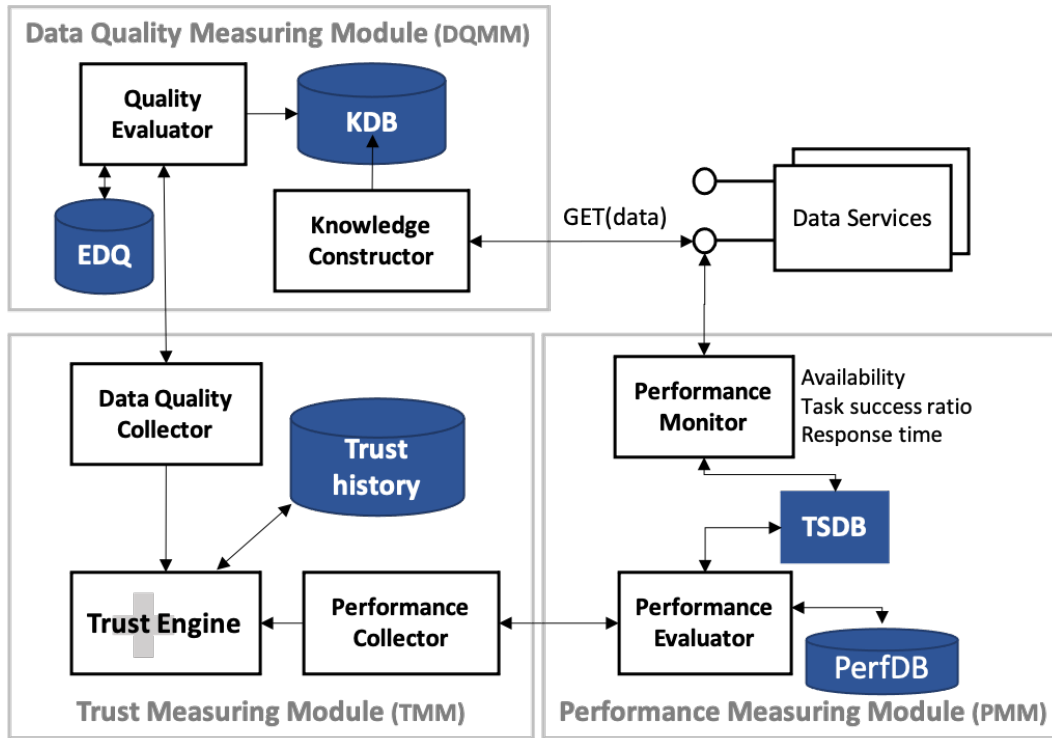 Data Quality Measuring Module (DQMM)
Quality
Evaluator
KDB
EDQ
Knowledge
Constructor
GET(data)
Data Services
Data Quality
Collector
Trust
history
Trust Engine
Performance
Collector
Trust Measuring Module (TMM)
Performance
Monitor
Availability
Task success ratio
Response time
TSDB
Performance
Evaluator
PerfDB
Performance Measuring Module (PMM)